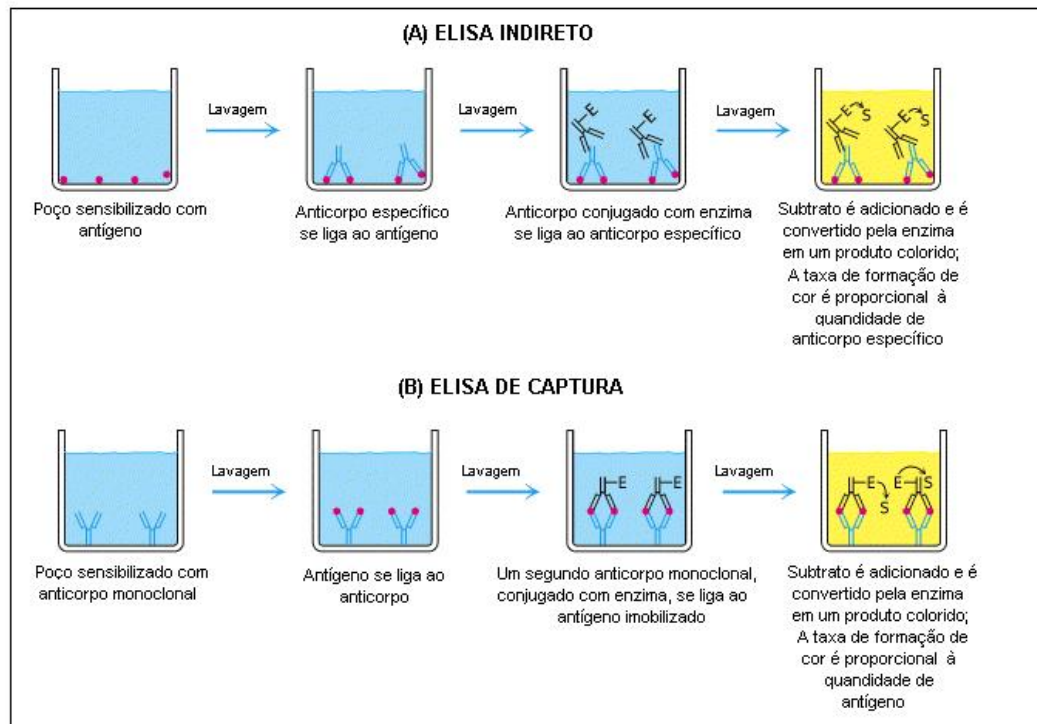 (A) ELISA INDIRETO
Lavagem
Lavagem
Lavagem
E
E
E S
E S
Poço sensibilizado com
antígeno
Anticorpo específico
se liga ao antígeno
Anticorpo conjugado com enzima
se liga ao anticorpo específico
Subtrato é adicionado e é
convertido pela enzima
em um produto colorido;
A taxa de formação de
cor é proporcional à
quandidade de
anticorpo específico
(B) ELISA DE CAPTURA
Lavagem
Lavagem
Lavagem
E
E
E
S
E
S
Poço sensibilizado com
anticorpo monoclonal
Antígeno se liga ao
anticorpo
Um segundo anticorpo monoclonal,
conjugado com enzima, se liga ao
antígeno imobilizado
Subtrato é adicionado e é
convertido pela enzima
em um produto colorido;
A taxa de formação de
cor é proporcional à
quandidade de
antígeno